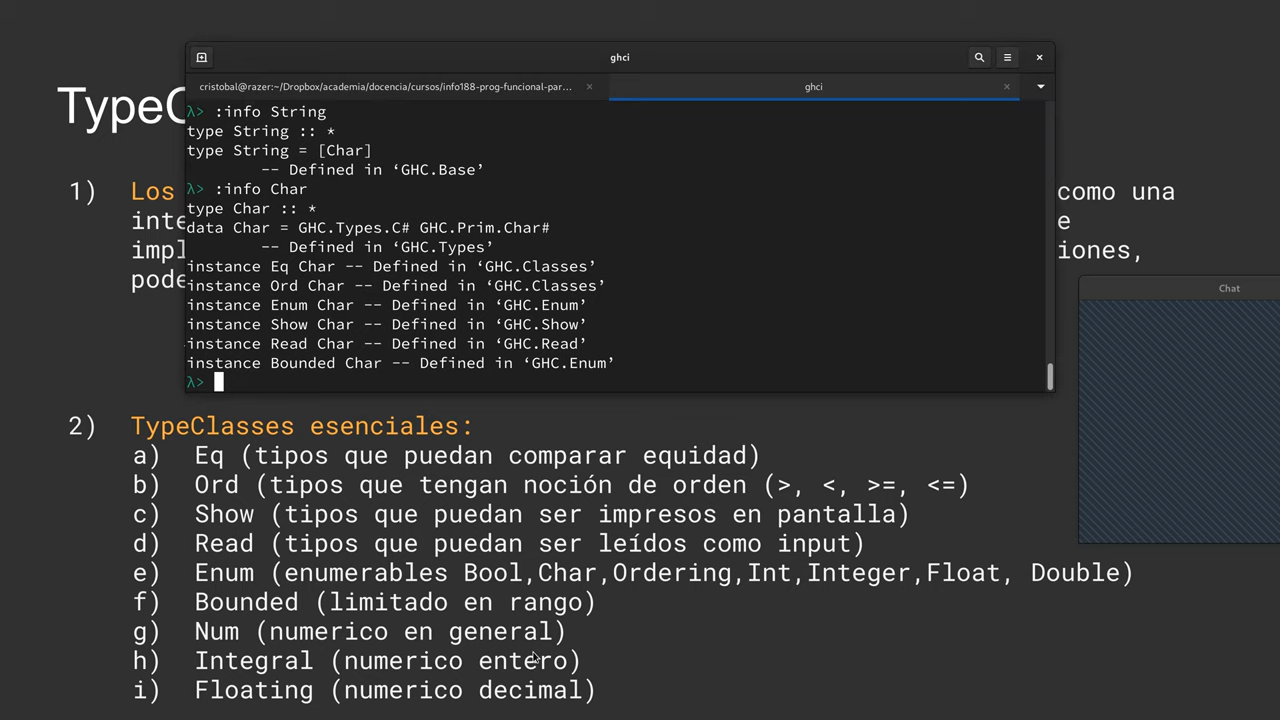 ghci
cristobal@razer:~/Dropbox/academia/docencia/cursos/info188-prog-funcional-par...
ghci
TypeC
λ> :info String
type String :: *
type String = [Char]
-- Defined in ‘GHC.Base’
λ> :info Char
type Char :: *
data Char = GHC.Types.C# GHC.Prim.Char#
-- Defined in ‘GHC.Types’
instance Eq Char -- Defined in ‘GHC.Classes’
instance Ord Char -- Defined in ‘GHC.Classes’
instance Enum Char -- Defined in ‘GHC.Enum’
instance Show Char -- Defined in ‘GHC.Show’
instance Read Char -- Defined in ‘GHC.Read’
instance Bounded Char -- Defined in ‘GHC.Enum’
λ>
1) Los como una
inte e
impl iones,
pode
Chat
2) TypeClasses esenciales:
a) Eq (tipos que puedan comparar equidad)
b) Ord (tipos que tengan noción de orden (>, <, >=, <=)
c) Show (tipos que puedan ser impresos en pantalla)
d) Read (tipos que puedan ser leídos como input)
e) Enum (enumerables Bool,Char,Ordering,Int,Integer,Float, Double)
f) Bounded (limitado en rango)
g) Num (numerico en general)
h) Integral (numerico entero)
i) Floating (numerico decimal)